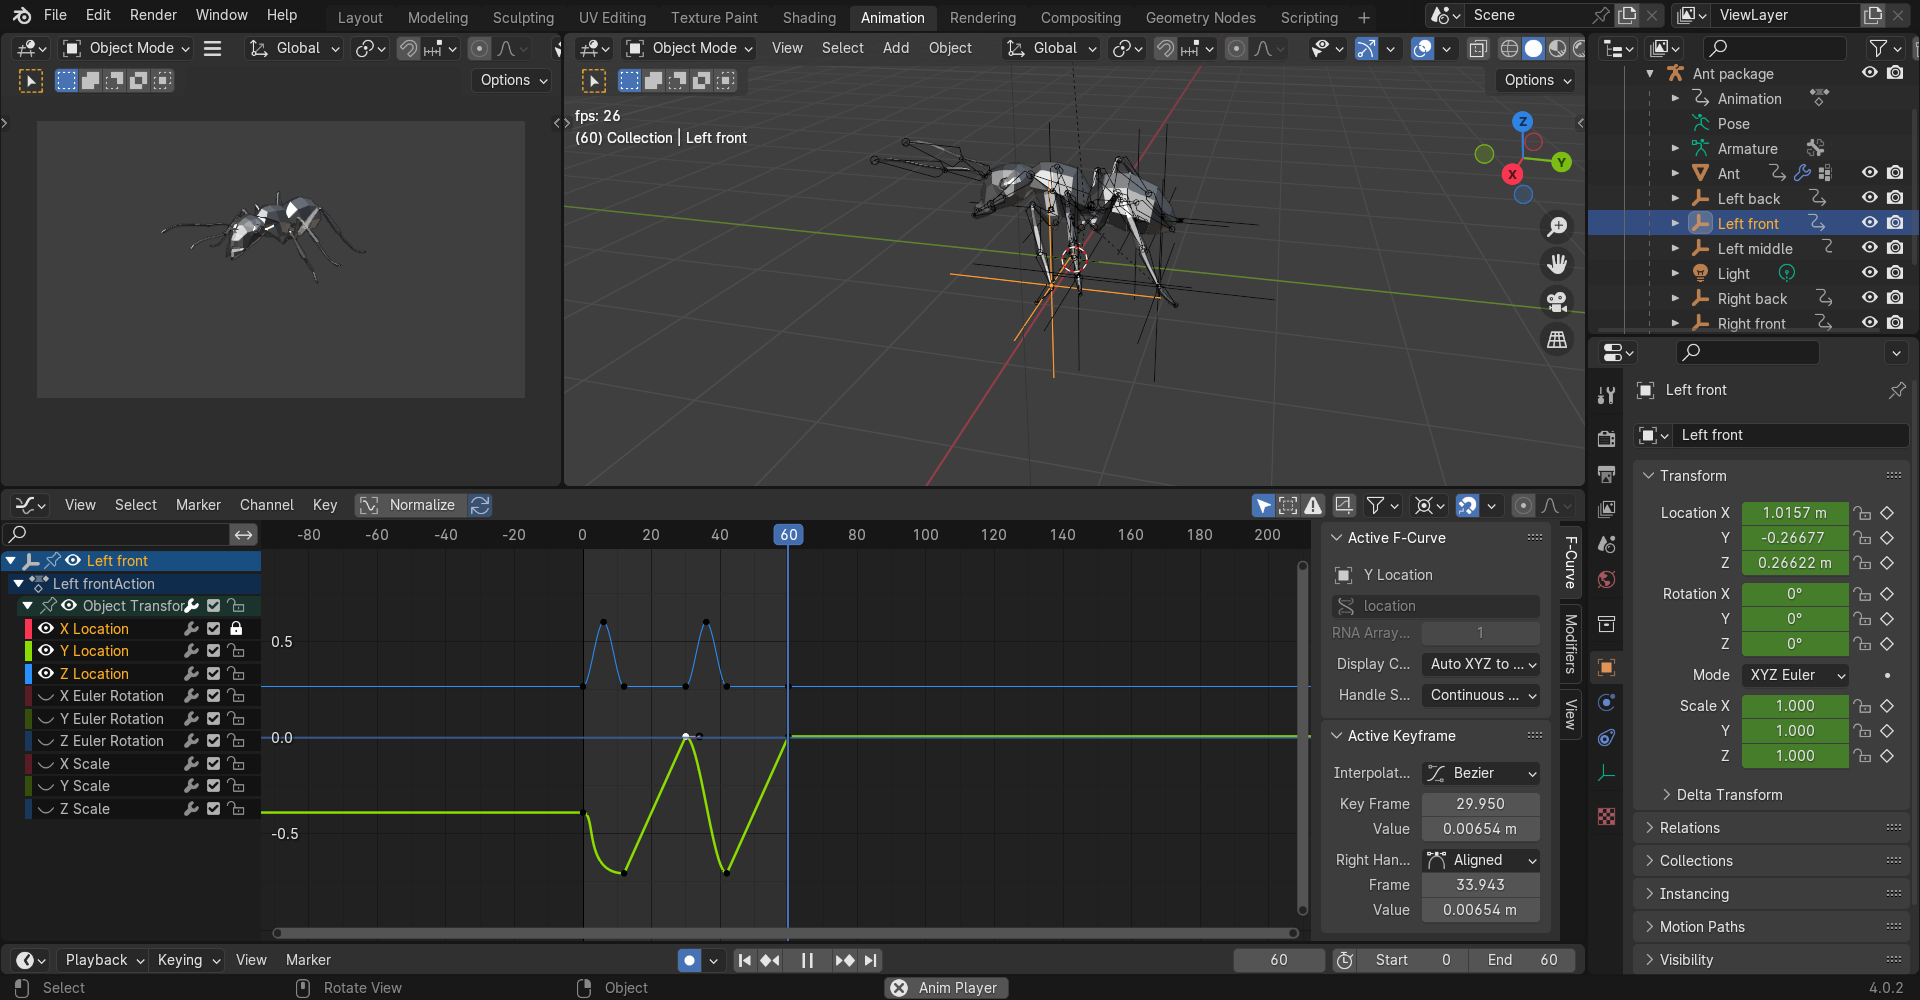 File Edit Render Window Help Layout Modeling Sculpting UV Editing Texture Paint Shading Animation Rendering Compositing Geometry Nodes Scripting + Scene ViewLayer
Object Mode Global Object Mode View Select Add Object Global
Options Options
fps: 26
(60) Collection | Left front
Z
Y
X
Ant package
Animation
Pose
Armature
Ant
Left back
Left front
Left middle
Light
Right back
Right front
Left front
Left front
Transform
Location X 1.0157 m
Y -0.26677
Z 0.26622 m
Rotation X 0°
Y 0°
Z 0°
Mode XYZ Euler
Scale X 1.000
Y 1.000
Z 1.000
Delta Transform
Relations
Collections
Instancing
Motion Paths
Visibility
View Select Marker Channel Key Normalize
-80 -60 -40 -20 0 20 40 60 80 100 120 140 160 180 200
Left front
Left frontAction
Object Transfor
X Location
Y Location
Z Location
X Euler Rotation
Y Euler Rotation
Z Euler Rotation
X Scale
Y Scale
Z Scale
0.5
0.0
-0.5
Active F-Curve
Y Location
location
RNA Array... 1
Display C... Auto XYZ to ...
Handle S... Continuous ...
Active Keyframe
Interpolat... Bezier
Key Frame 29.950
Value 0.00654 m
Right Han... Aligned
Frame 33.943
Value 0.00654 m
F-Curve
Modifiers
View
Playback Keying View Marker 60 Start 0 End 60
Select Rotate View Object Anim Player 4.0.2